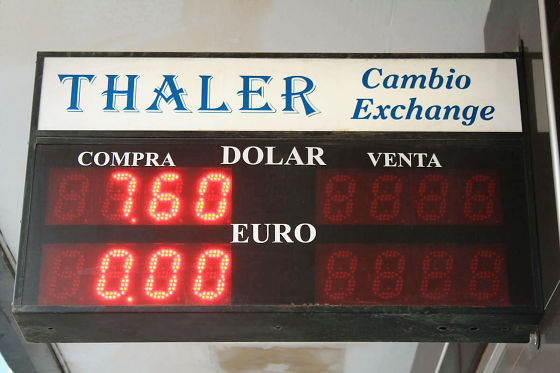 THALER
Cambio
Exchange
COMPRA DOLAR VENTA
7.60
EURO
0.00